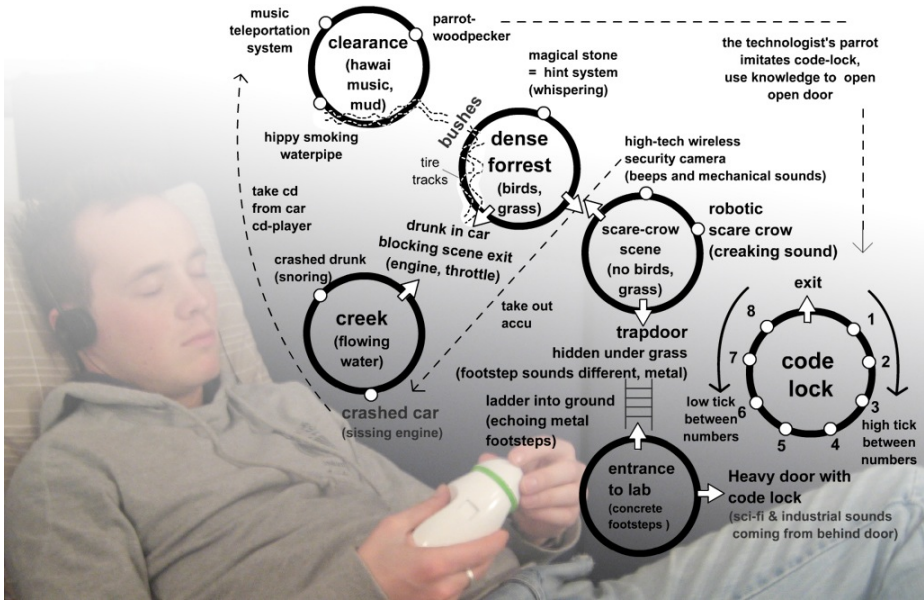 music
teleportation
system
parrot-
woodpecker
clearance
(hawai
music,
mud)
hippy smoking
waterpipe
bushes
magical stone
= hint system
(whispering)
dense
forrest
(birds,
grass)
tire
tracks
the technologist's parrot
imitates code-lock,
use knowledge to open
open door
high-tech wireless
security camera
(beeps and mechanical sounds)
robotic
scare crow
(creaking sound)
scare-crow
scene
(no birds,
grass)
take cd
from car
cd-player
drunk in car
blocking scene exit
(engine, throttle)
crashed drunk
(snoring)
creek
(flowing
water)
take out
accu
crashed car
(sissing engine)
trapdoor
hidden under grass
(footstep sounds different, metal)
ladder into ground
(echoing metal
footsteps)
entrance
to lab
(concrete
footsteps )
Heavy door with
code lock
(sci-fi & industrial sounds
coming from behind door)
exit
code
lock
1
2
3
4
5
6
7
8
low tick
between
numbers
high tick
between
numbers